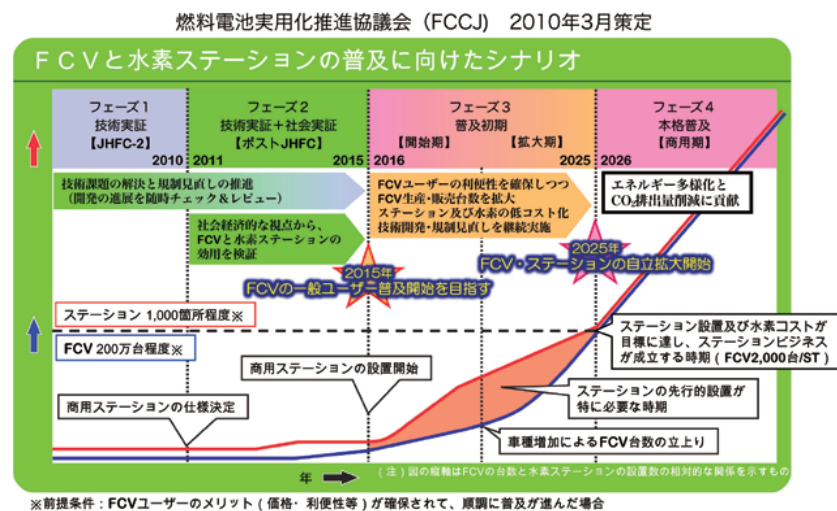 燃料電池実用化推進協議会（FCCJ） 2010年3月策定
ＦＣＶと水素ステーションの普及に向けたシナリオ
フェーズ1
技術実証
【JHFC-2】
2010
フェーズ2
技術実証＋社会実証
【ポストJHFC】
2011
2015
フェーズ3
普及初期
【開始期】
【拡大期】
2016
2025
フェーズ4
本格普及
【商用期】
2026
技術課題の解決と規制見直しの推進
（開発の進展を随時チェック＆レビュー）
社会経済的な視点から、
FCVと水素ステーションの
効用を検証
FCVユーザーの利便性を確保しつつ
FCV生産・販売台数を拡大
ステーション及び水素の低コスト化
技術開発・規制見直しを継続実施
エネルギー多様化と
CO₂排出量削減に貢献
2015年
FCVの一般ユーザー普及開始を目指す
2025年
FCV・ステーションの自立拡大開始
ステーション 1,000箇所程度※
FCV 200万台程度※
ステーション設置及び水素コストが
目標に達し、ステーションビジネス
が成立する時期（FCV2,000台/ST）
商用ステーションの設置開始
商用ステーションの仕様決定
ステーションの先行的設置が
特に必要な時期
車種増加によるFCV台数の立上り
年
（注）図の縦軸はFCVの台数と水素ステーションの設置数の相対的な関係を示すもの
※前提条件：FCVユーザーのメリット（価格・利便性等）が確保されて、順調に普及が進んだ場合